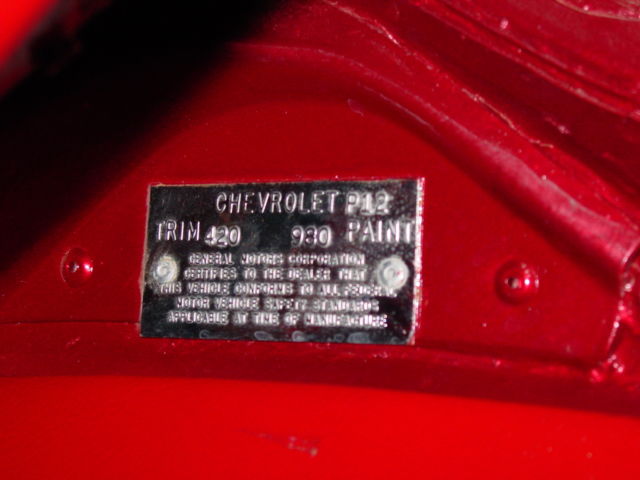 CHEVROLET P12
TRIM 420 980 PAINT
GENERAL MOTORS CORPORATION
CERTIFIES TO THE DEALER THAT
THIS VEHICLE CONFORMS TO ALL FEDERAL
MOTOR VEHICLE SAFETY STANDARDS
APPLICABLE AT TIME OF MANUFACTURE